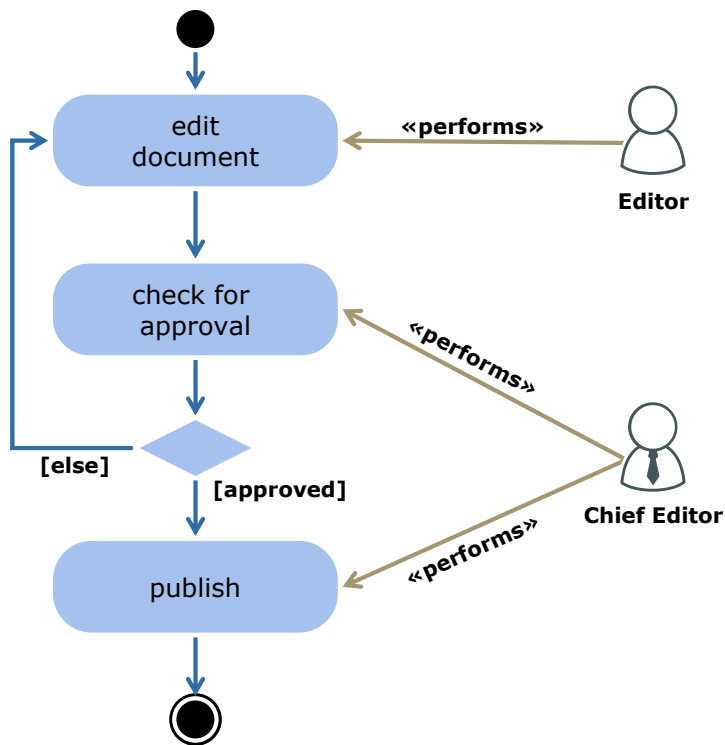 edit
document
«performs»
Editor
check for
approval
«performs»
[else]
[approved]
Chief Editor
«performs»
publish